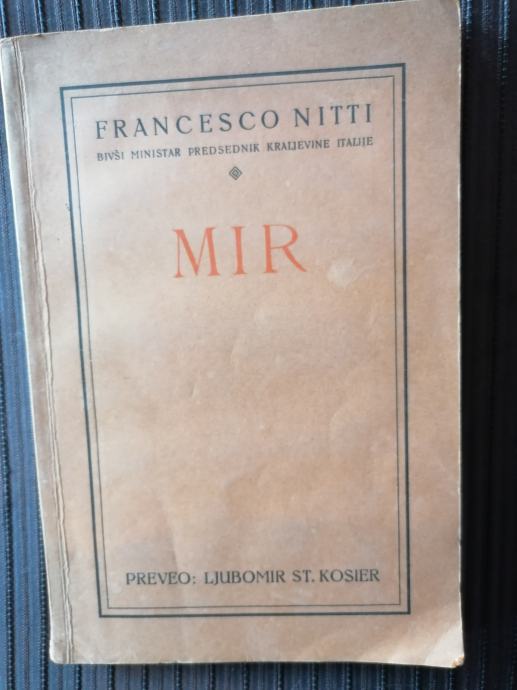 FRANCESCO NITTI
BIVŠI MINISTAR PREDSEDNIK KRALJEVINE ITALIJE
MIR
PREVEO: LJUBOMIR ST. KOSIER